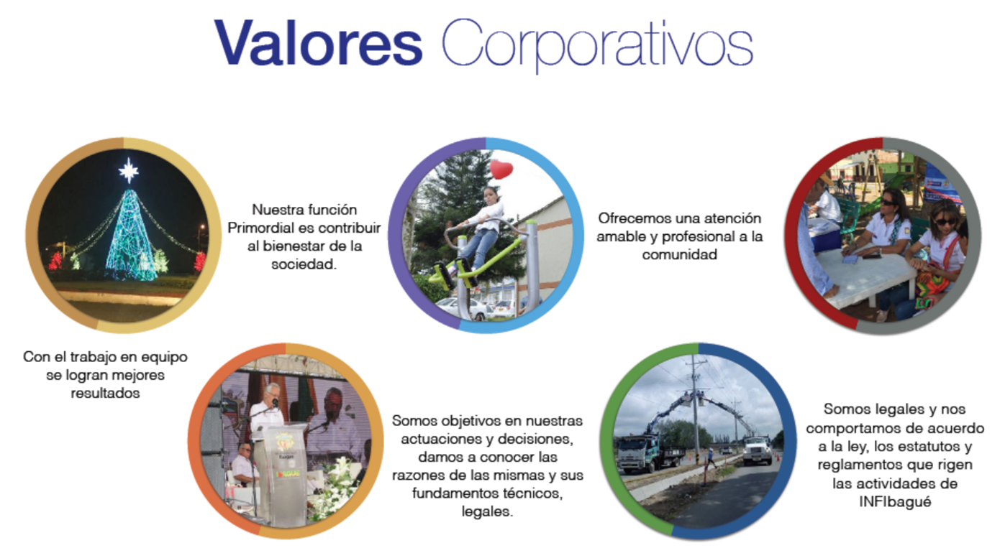 Valores Corporativos
Nuestra función
Primordial es contribuir
al bienestar de la
sociedad.
Ofrecemos una atención
amable y profesional a la
comunidad
Con el trabajo en equipo
se logran mejores
resultados
Somos objetivos en nuestras
actuaciones y decisiones,
damos a conocer las
razones de las mismas y sus
fundamentos técnicos,
legales.
Somos legales y nos
comportamos de acuerdo
a la ley, los estatutos y
reglamentos que rigen
las actividades de
INFIbagué